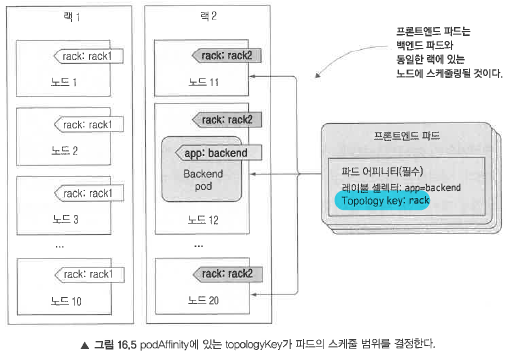 랙 1
rack: rack1
노드 1
rack: rack1
노드 2
rack: rack1
노드 3
...
rack: rack1
노드 10
랙 2
rack: rack2
노드 11
rack: rack2
app: backend
Backend
pod
노드 12
...
rack: rack2
노드 20
프론트엔드 파드는
백엔드 파드와
동일한 랙에 있는
노드에 스케줄링될 것이다.
프론트엔드 파드
파드 어피니티(필수)
레이블 셀렉터: app=backend
Topology key: rack
▲ 그림 16.5 podAffinity에 있는 topologyKey가 파드의 스케줄 범위를 결정한다.